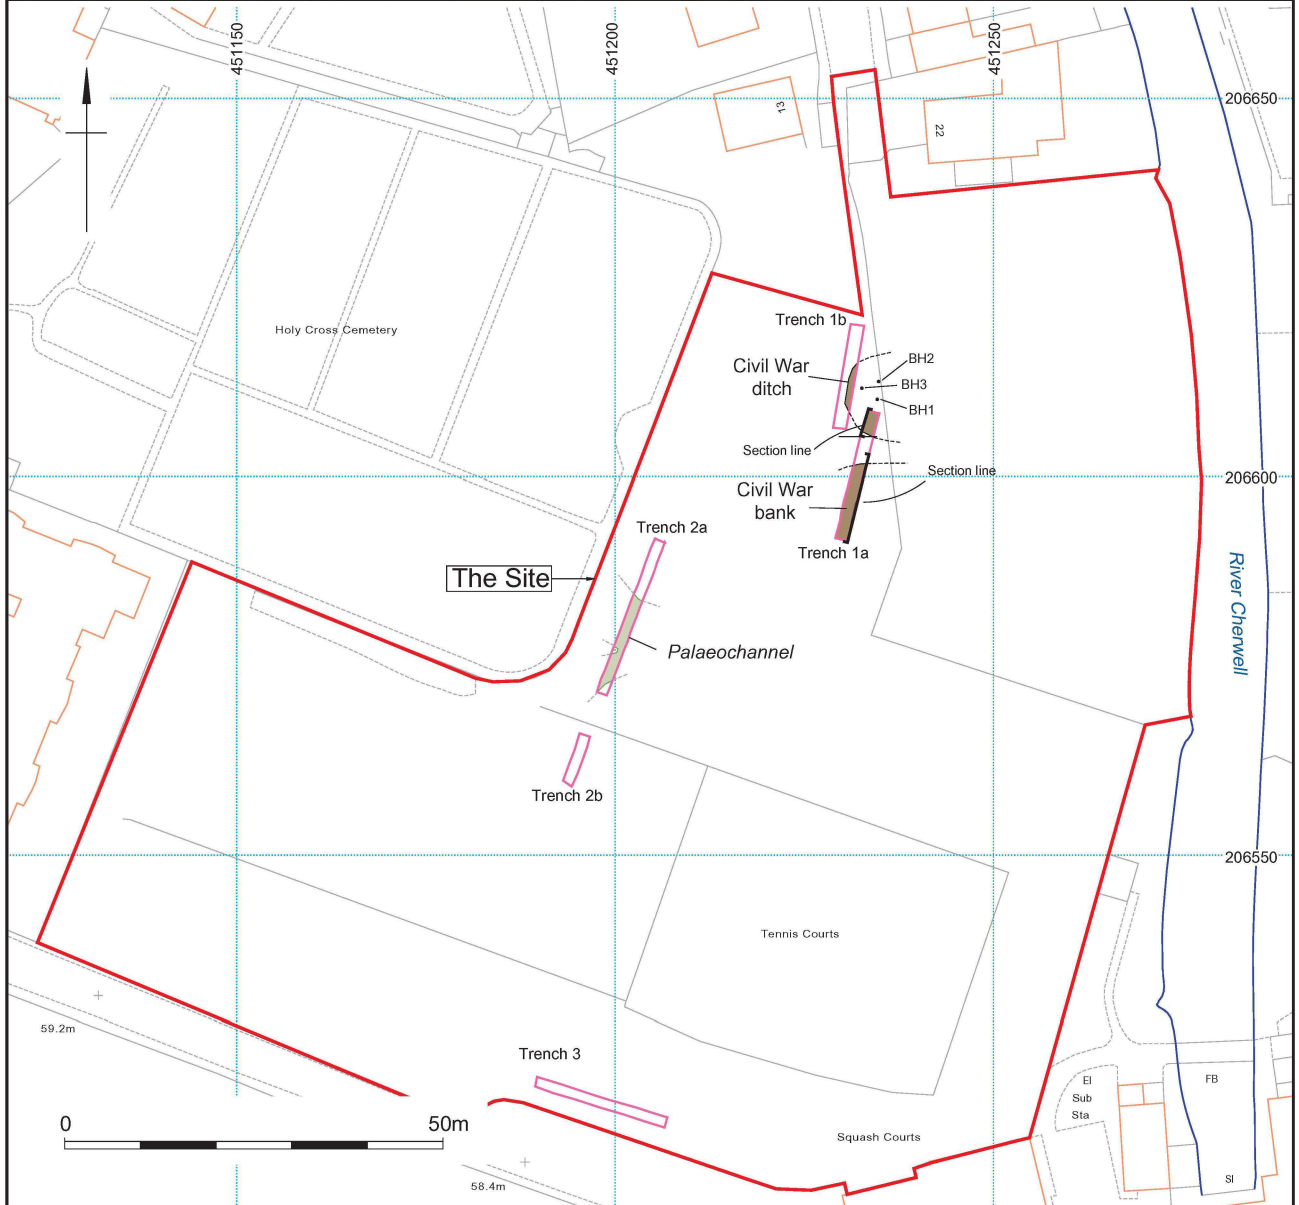 451150
451200
451250
206650
13
22
Holy Cross Cemetery
Trench 1b
Civil War
ditch
BH2
BH3
BH1
Section line
Section line
206600
Civil War
bank
Trench 1a
Trench 2a
The Site
Palaeochannel
River Cherwell
Trench 2b
206550
Tennis Courts
59.2m
Trench 3
El
Sub
Sta
FB
0
50m
Squash Courts
58.4m
Sl